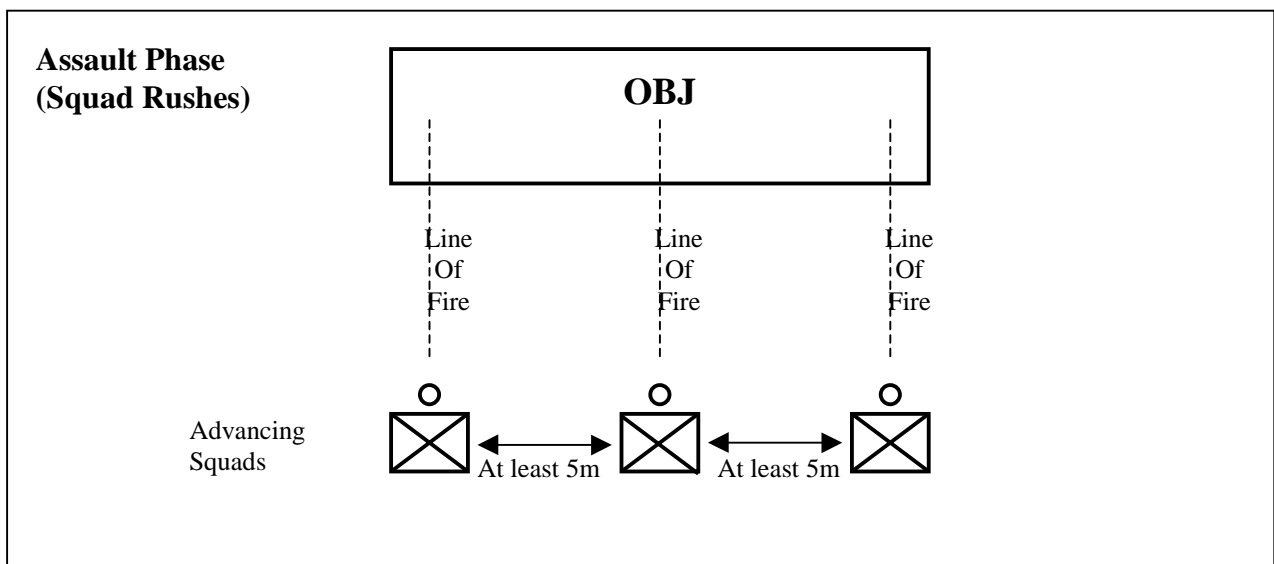 Assault Phase
(Squad Rushes)
OBJ
Line
Of
Fire
Line
Of
Fire
Line
Of
Fire
Advancing
Squads
At least 5m
At least 5m